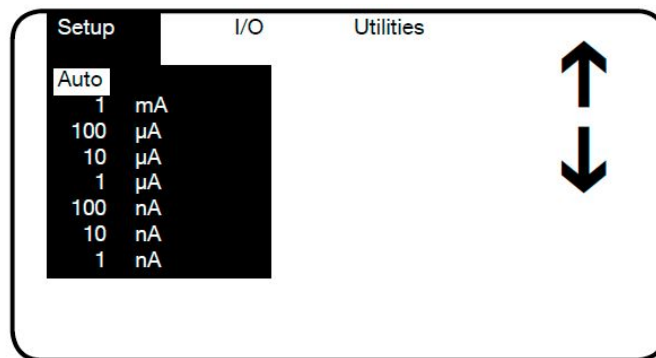 Setup I/O Utilities
Auto
1 mA
100 µA
10 µA
1 µA
100 nA
10 nA
1 nA